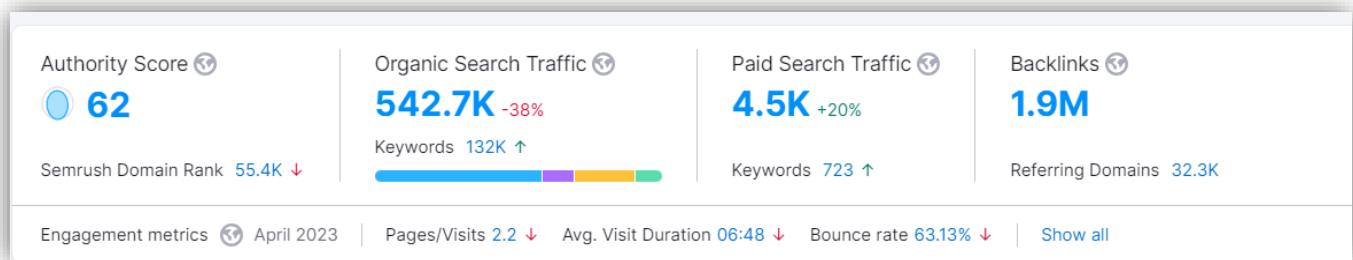 Authority Score
62
Semrush Domain Rank 55.4K ↓
Organic Search Traffic
542.7K -38%
Keywords 132K ↑
Paid Search Traffic
4.5K +20%
Keywords 723 ↑
Backlinks
1.9M
Referring Domains 32.3K
Engagement metrics April 2023 Pages/Visits 2.2 ↓ Avg. Visit Duration 06:48 ↓ Bounce rate 63.13% ↓ Show all